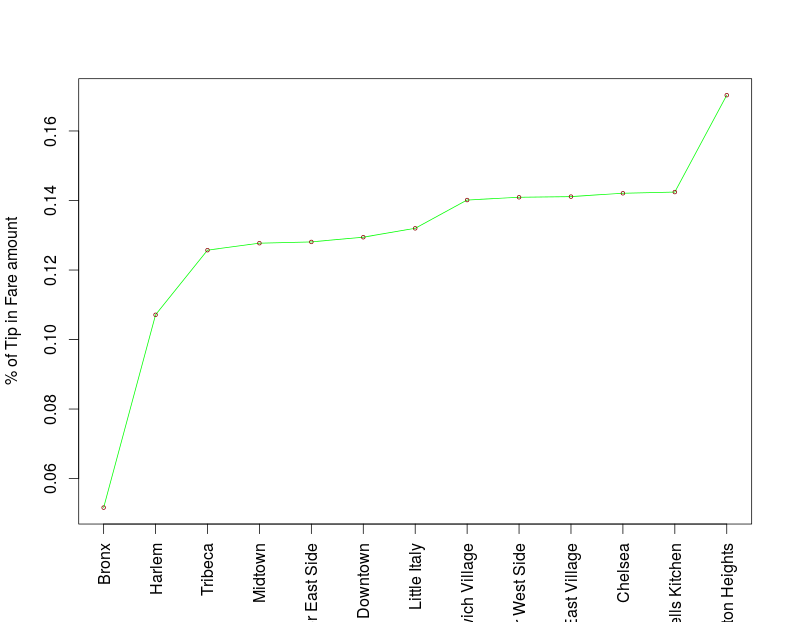 % of Tip in Fare amount
0.16
0.14
0.12
0.10
0.08
0.06
Bronx
Harlem
Tribeca
Midtown
r East Side
Downtown
Little Italy
wich Village
West Side
East Village
Chelsea
ells Kitchen
ton Heights